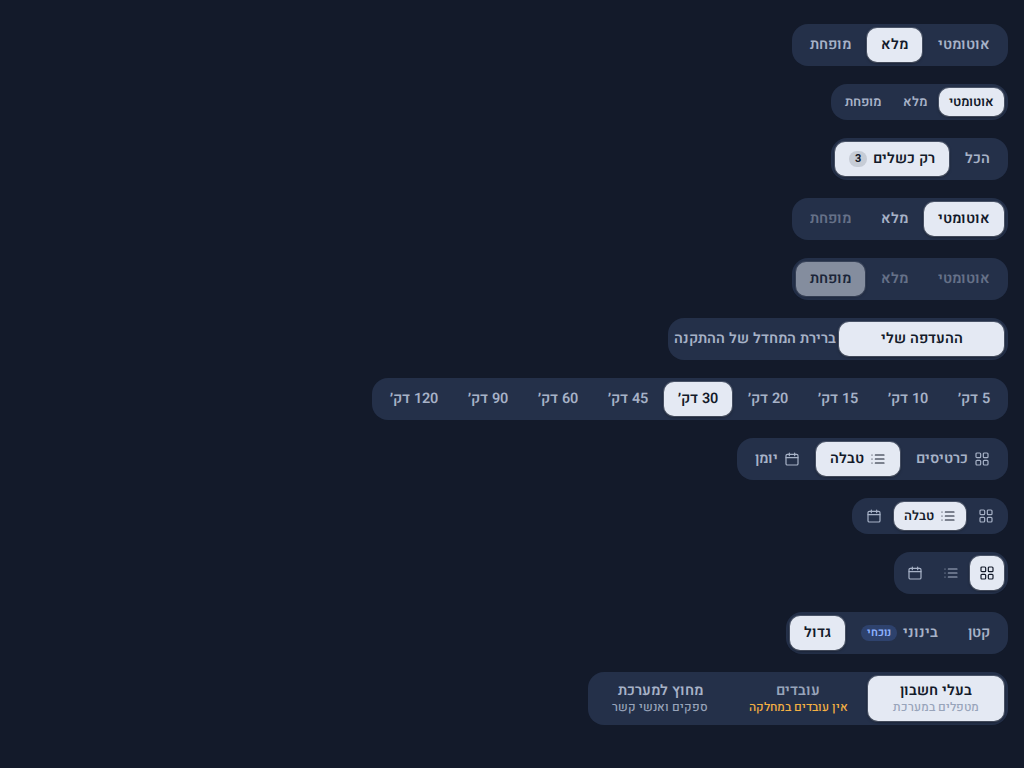 אוטומטי מלא מופחת
אוטומטי מלא מופחת
הכל רק כשלים 3
אוטומטי מלא מופחת
אוטומטי מלא מופחת
ההעדפה שלי ברירת המחדל של ההתקנה
5 דק׳ 10 דק׳ 15 דק׳ 20 דק׳ 30 דק׳ 45 דק׳ 60 דק׳ 90 דק׳ 120 דק׳
כרטיסים טבלה יומן
טבלה
קטן בינוני נוכחי גדול
בעלי חשבון עובדים מחוץ למערכת
מטפלים במערכת אין עובדים במחלקה ספקים ואנשי קשר